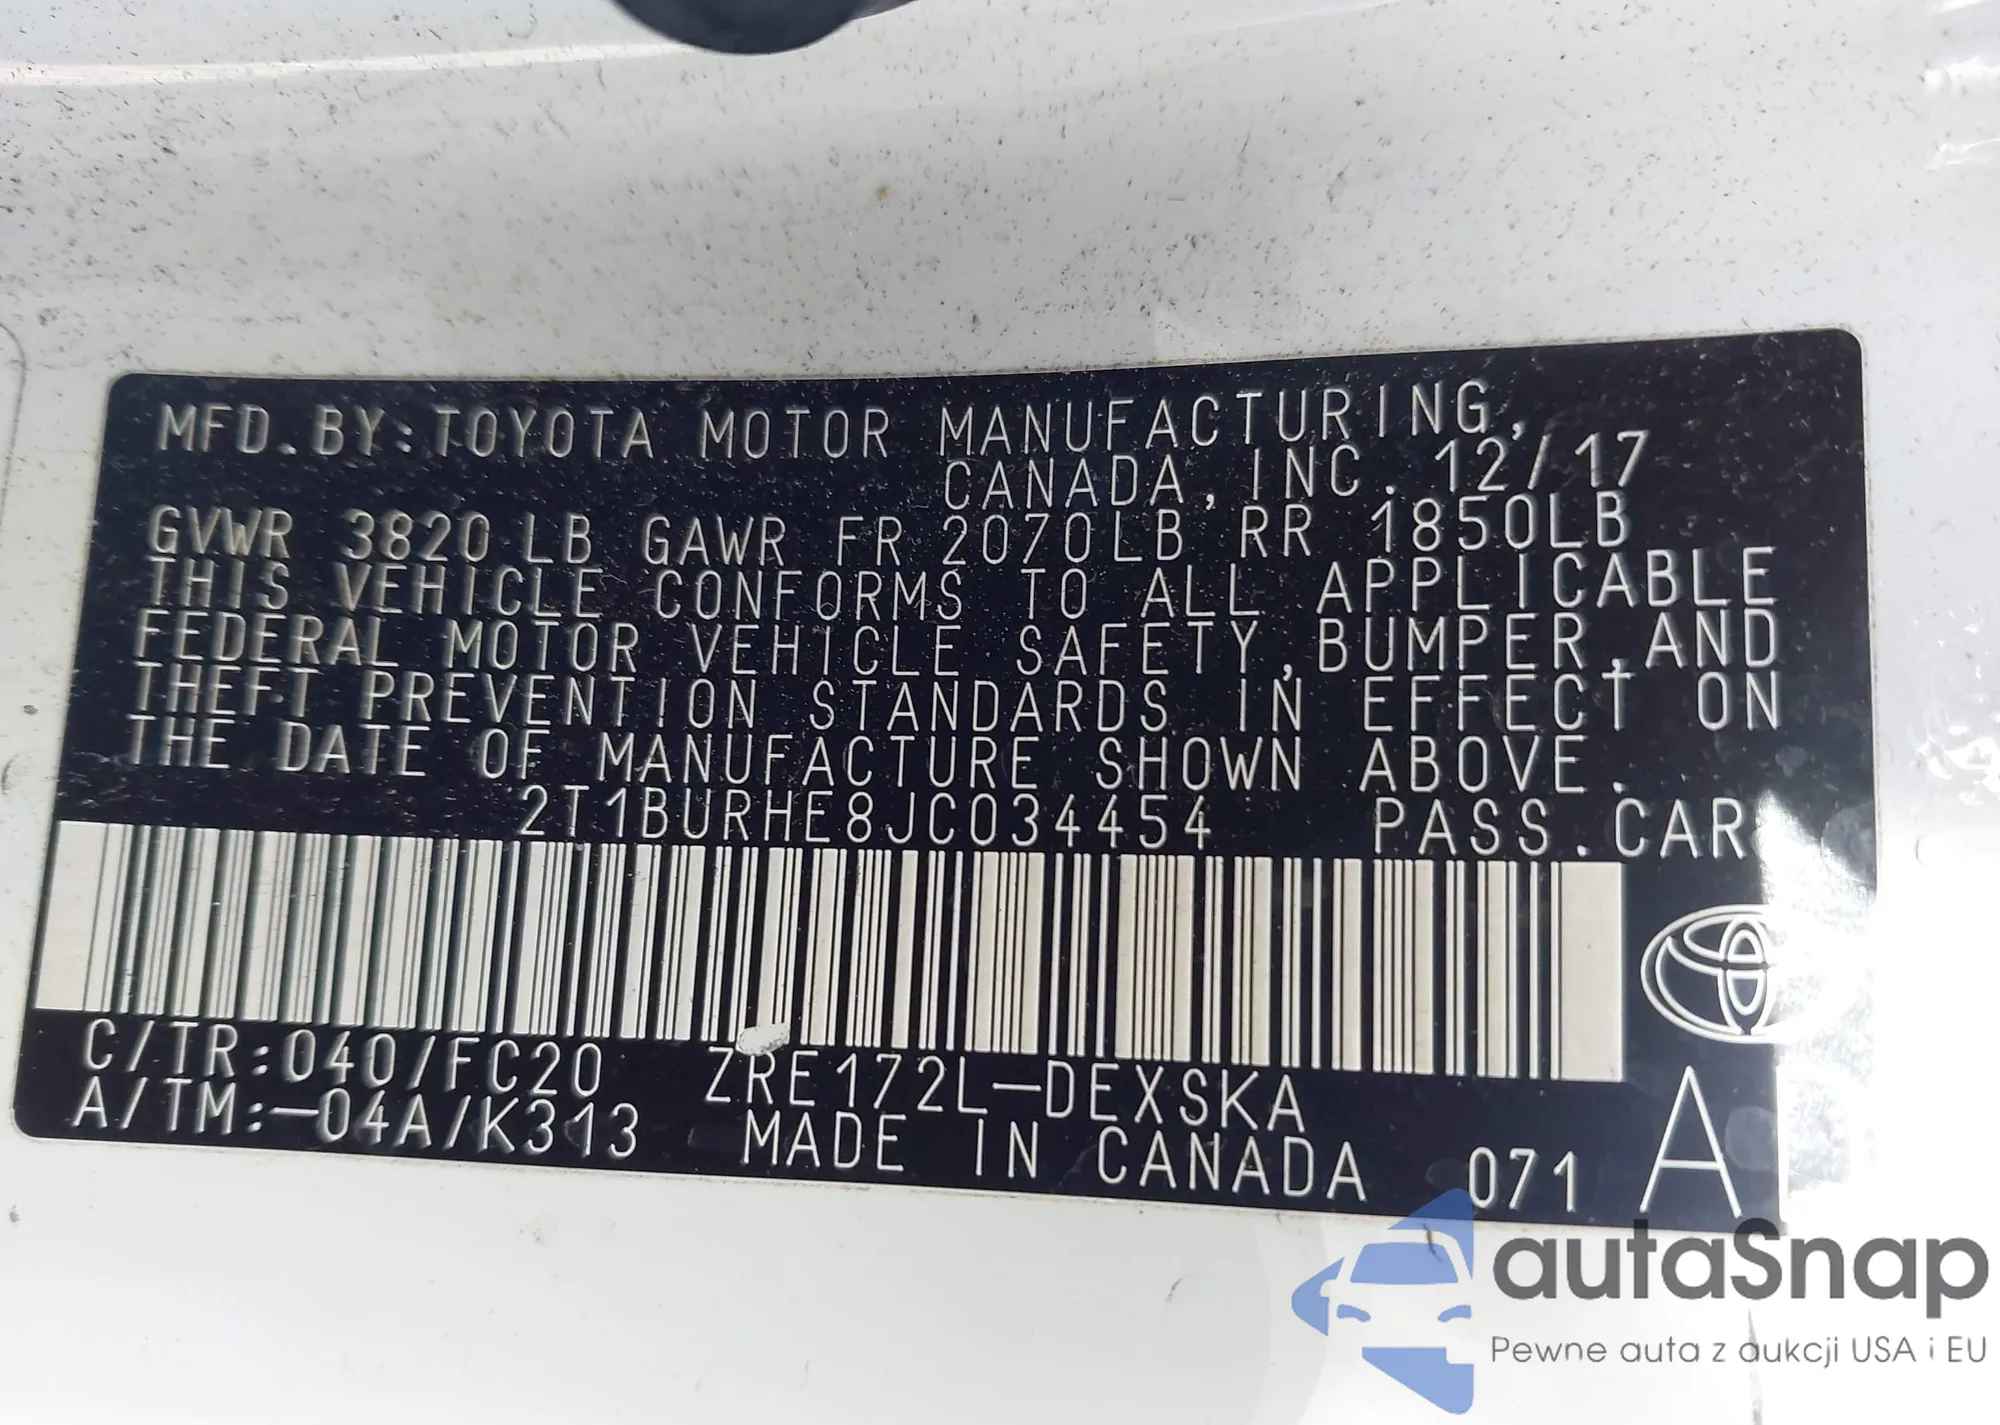 MFD.BY:TOYOTA MOTOR MANUFACTURING,
CANADA,INC. 12/17
GVWR 3820 LB GAWR FR 2070LB RR 1850LB
THIS VEHICLE CONFORMS TO ALL APPLICABLE
FEDERAL MOTOR VEHICLE SAFETY,BUMPER,AND
THEFT PREVENTION STANDARDS IN EFFECT ON
THE DATE OF MANUFACTURE SHOWN ABOVE.
2T1BURHE8JC034454 PASS.CAR
C/TR:040/FC20 ZRE172L-DEXSKA
A/TM:-04A/K313 MADE IN CANADA 071 A
autaSnap
Pewne auta z aukcji USA i EU